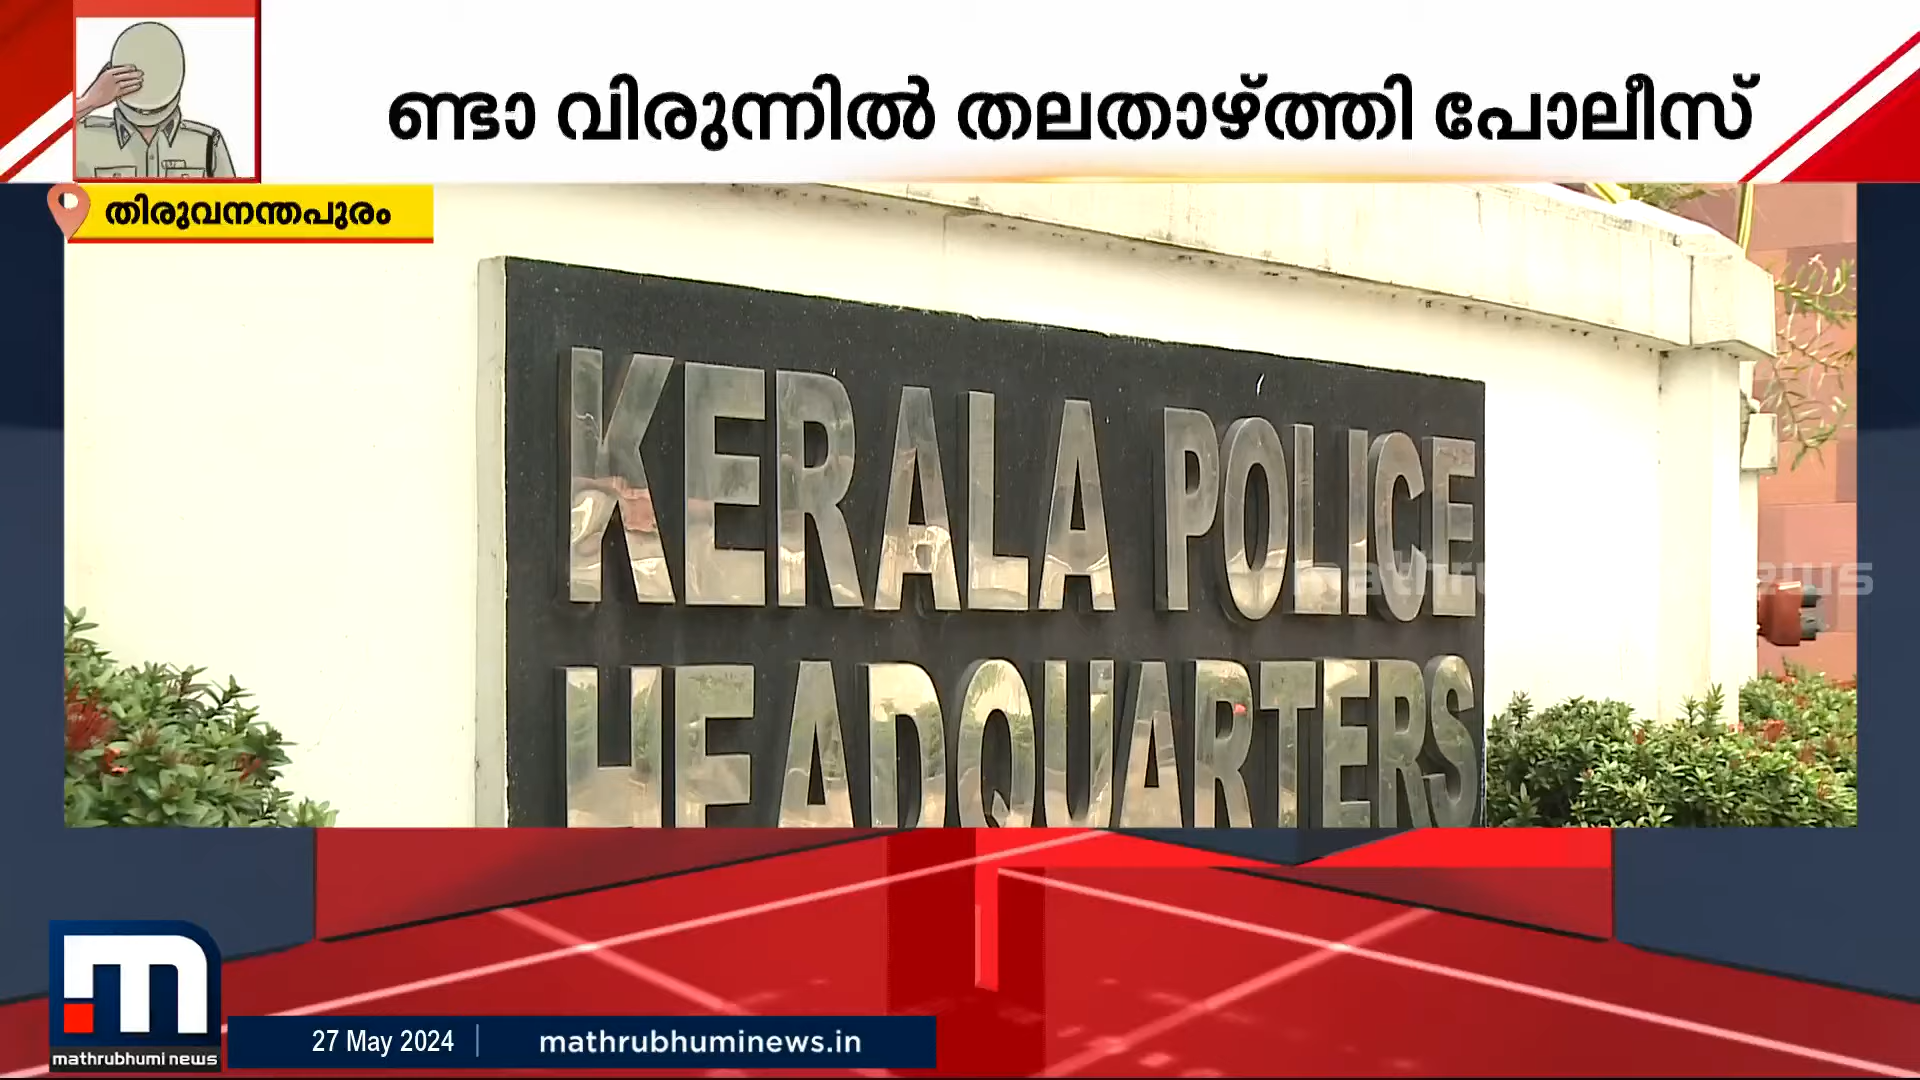 ണ്ടാ വിരുന്നിൽ തലതാഴ്ത്തി പോലീസ്
തിരുവനന്തപുരം
KERALA POLICE
HEADQUARTERS
mathrubhumi news
27 May 2024
mathrubhuminews.in